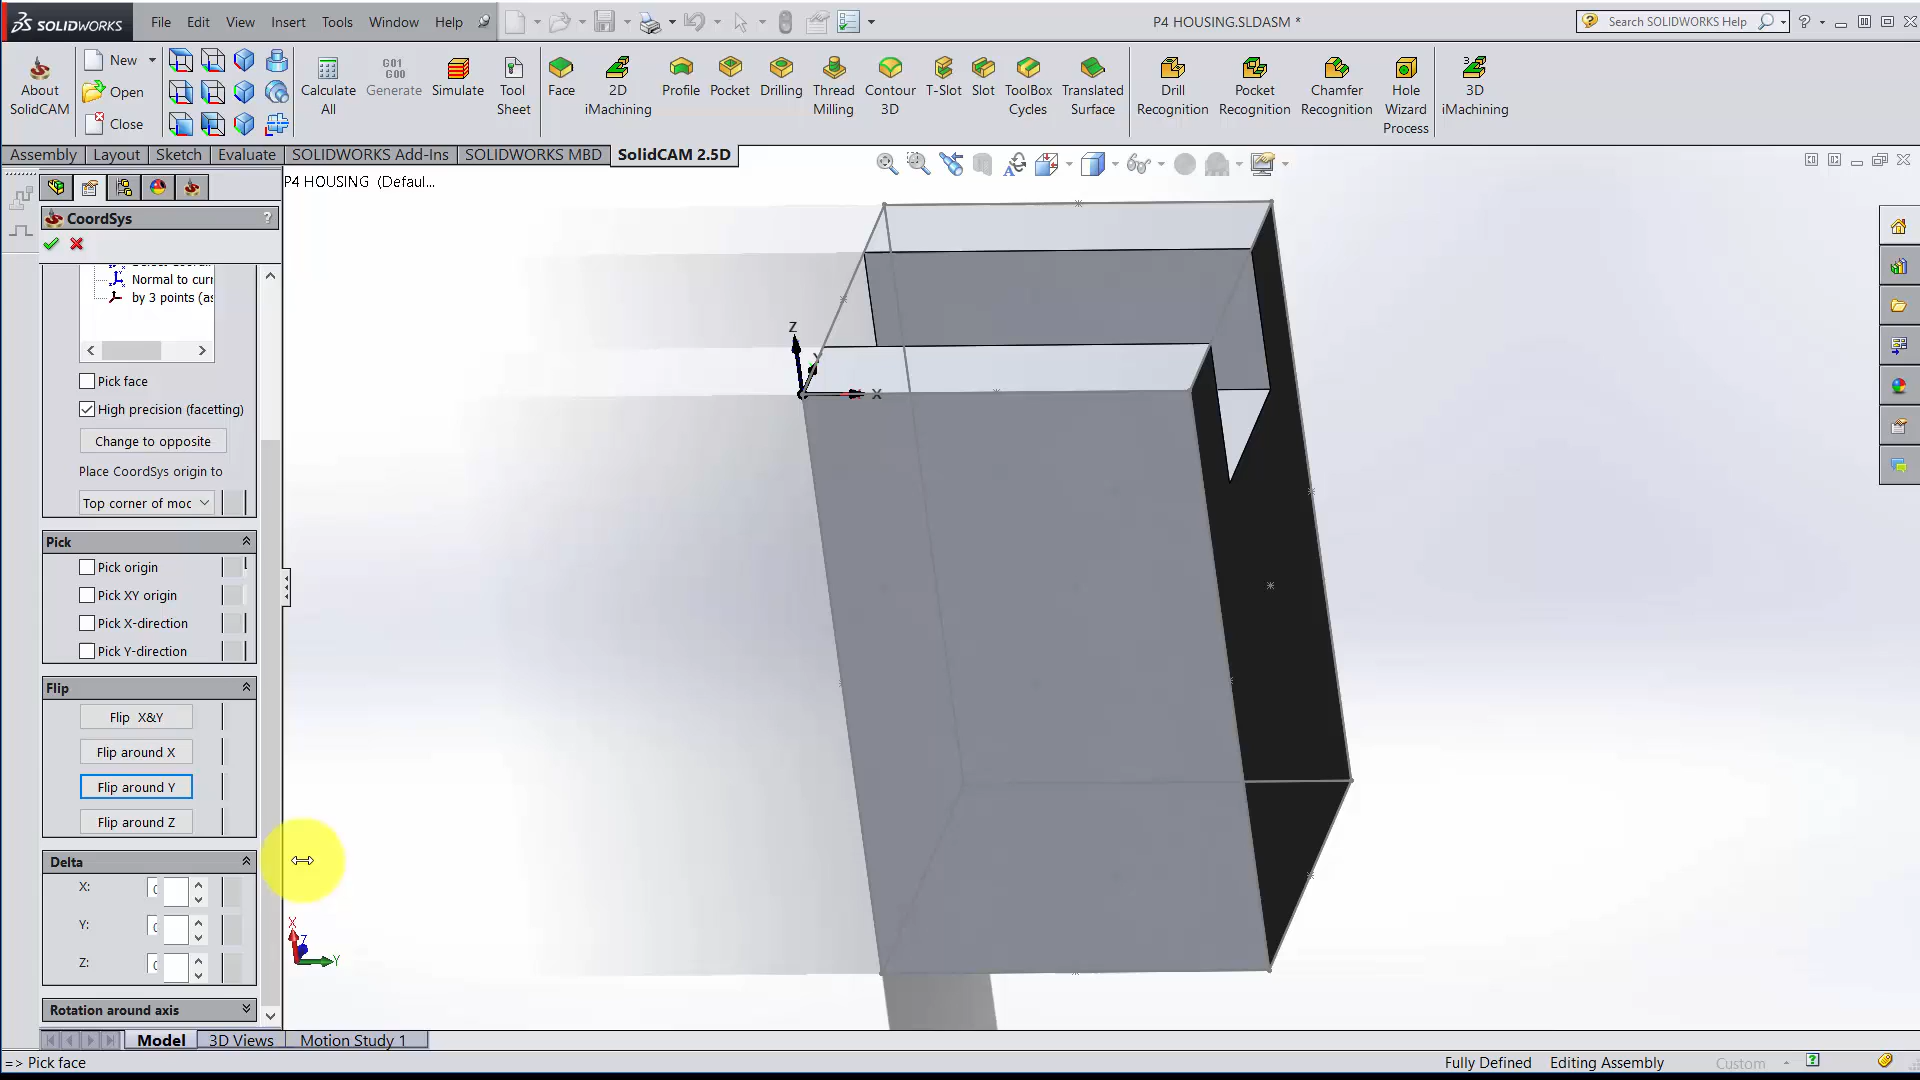 SOLIDWORKS File Edit View Insert Tools Window Help P4 HOUSING.SLDASM * Search SOLIDWORKS Help
About SolidCAM
New
Open
Close
Calculate All
G01 G00 Generate
Simulate
Tool Sheet
Face
2D iMachining
Profile
Pocket
Drilling
Thread Milling
Contour 3D
T-Slot
Slot
ToolBox Cycles
Translated Surface
Drill Recognition
Pocket Recognition
Chamfer Recognition
Hole Wizard Process
3D iMachining
Assembly Layout Sketch Evaluate SOLIDWORKS Add-Ins SOLIDWORKS MBD SolidCAM 2.5D
P4 HOUSING (Defaul...
CoordSys ?
Normal to curr
by 3 points (as
Pick face
High precision (facetting)
Change to opposite
Place CoordSys origin to
Top corner of moc
Pick
Pick origin
Pick XY origin
Pick X-direction
Pick Y-direction
Flip
Flip X&Y
Flip around X
Flip around Y
Flip around Z
Delta
X:
Y:
Z:
Rotation around axis
Z
X
X
Z
Y
Model 3D Views Motion Study 1
=> Pick face Fully Defined Editing Assembly Custom